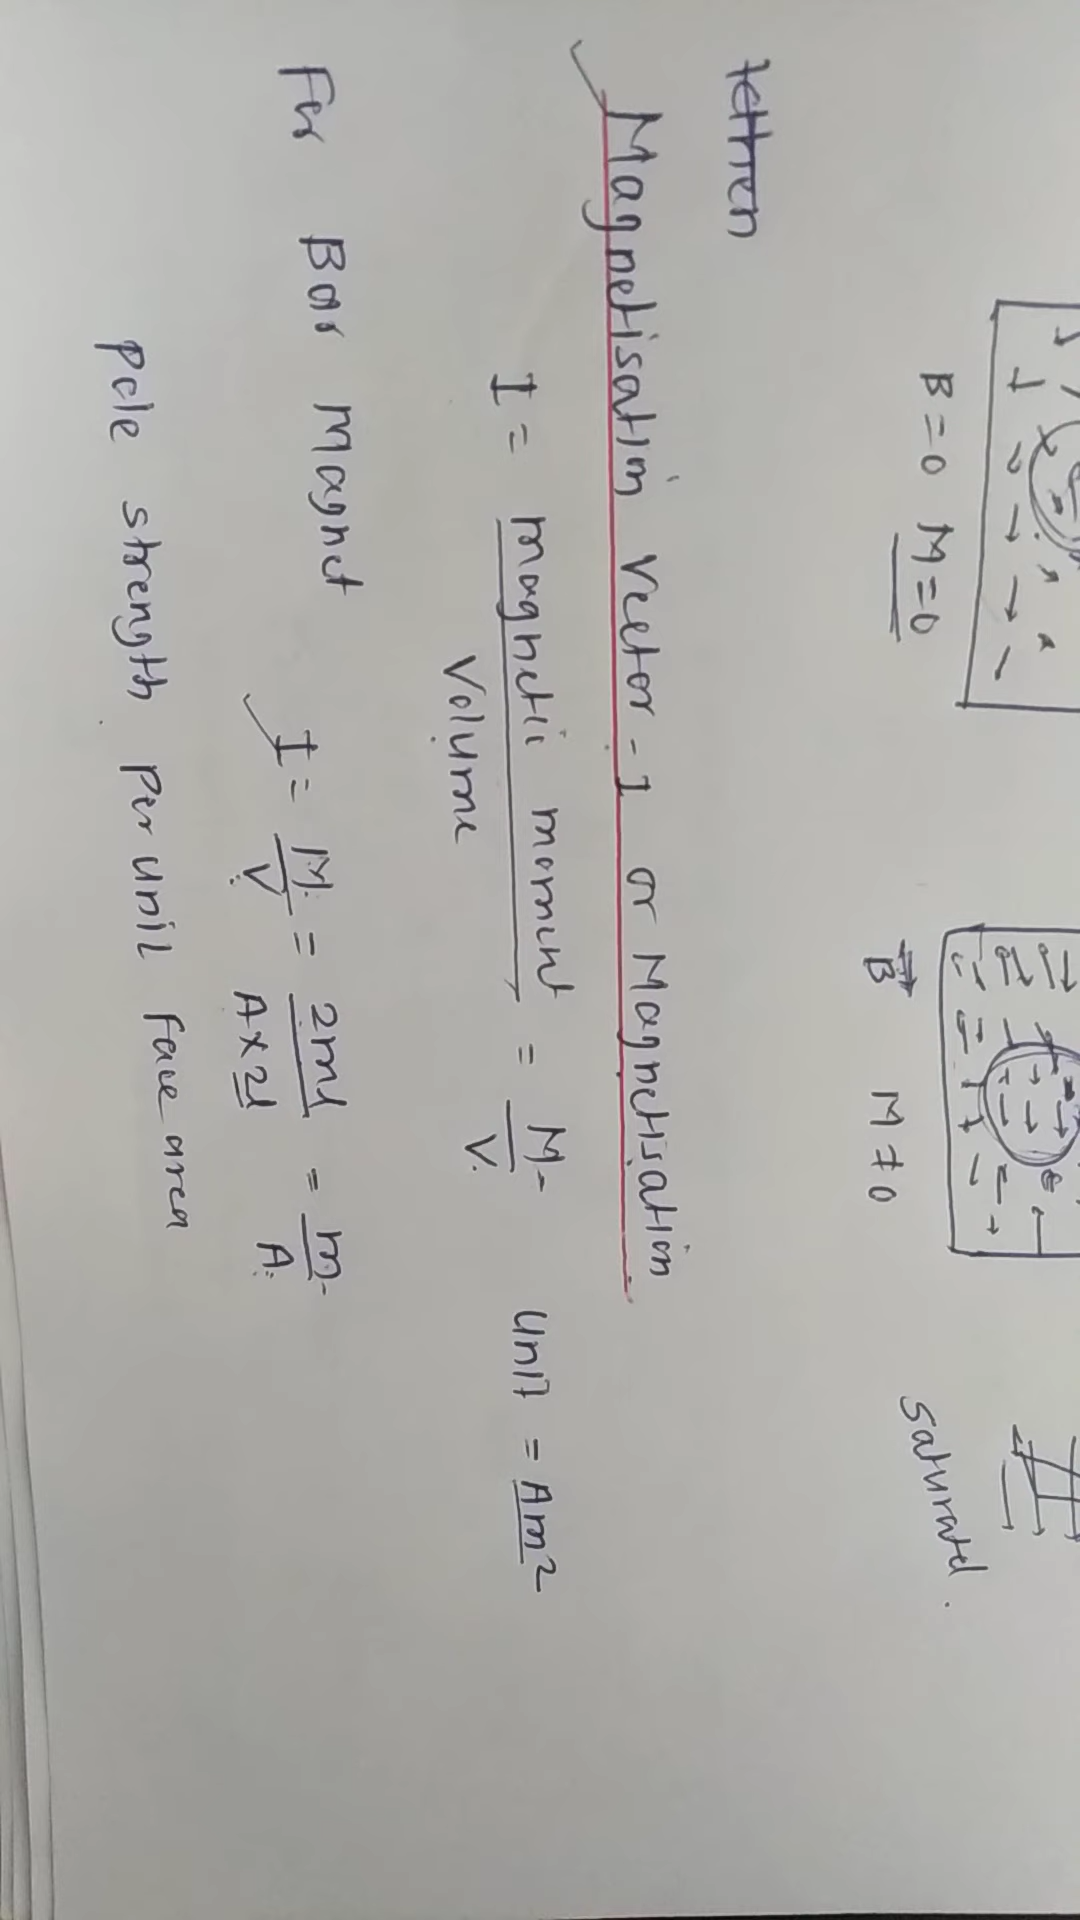 B=0 M=0
B M≠0
Saturated.
Magnetisation Vector - I or Magnetisation
I = magnetic moment / Volume = M / V Unit = Am²
For Bar Magnet
I = M / V = 2ml / A×2l = m / A
Pole strength Per unit face area